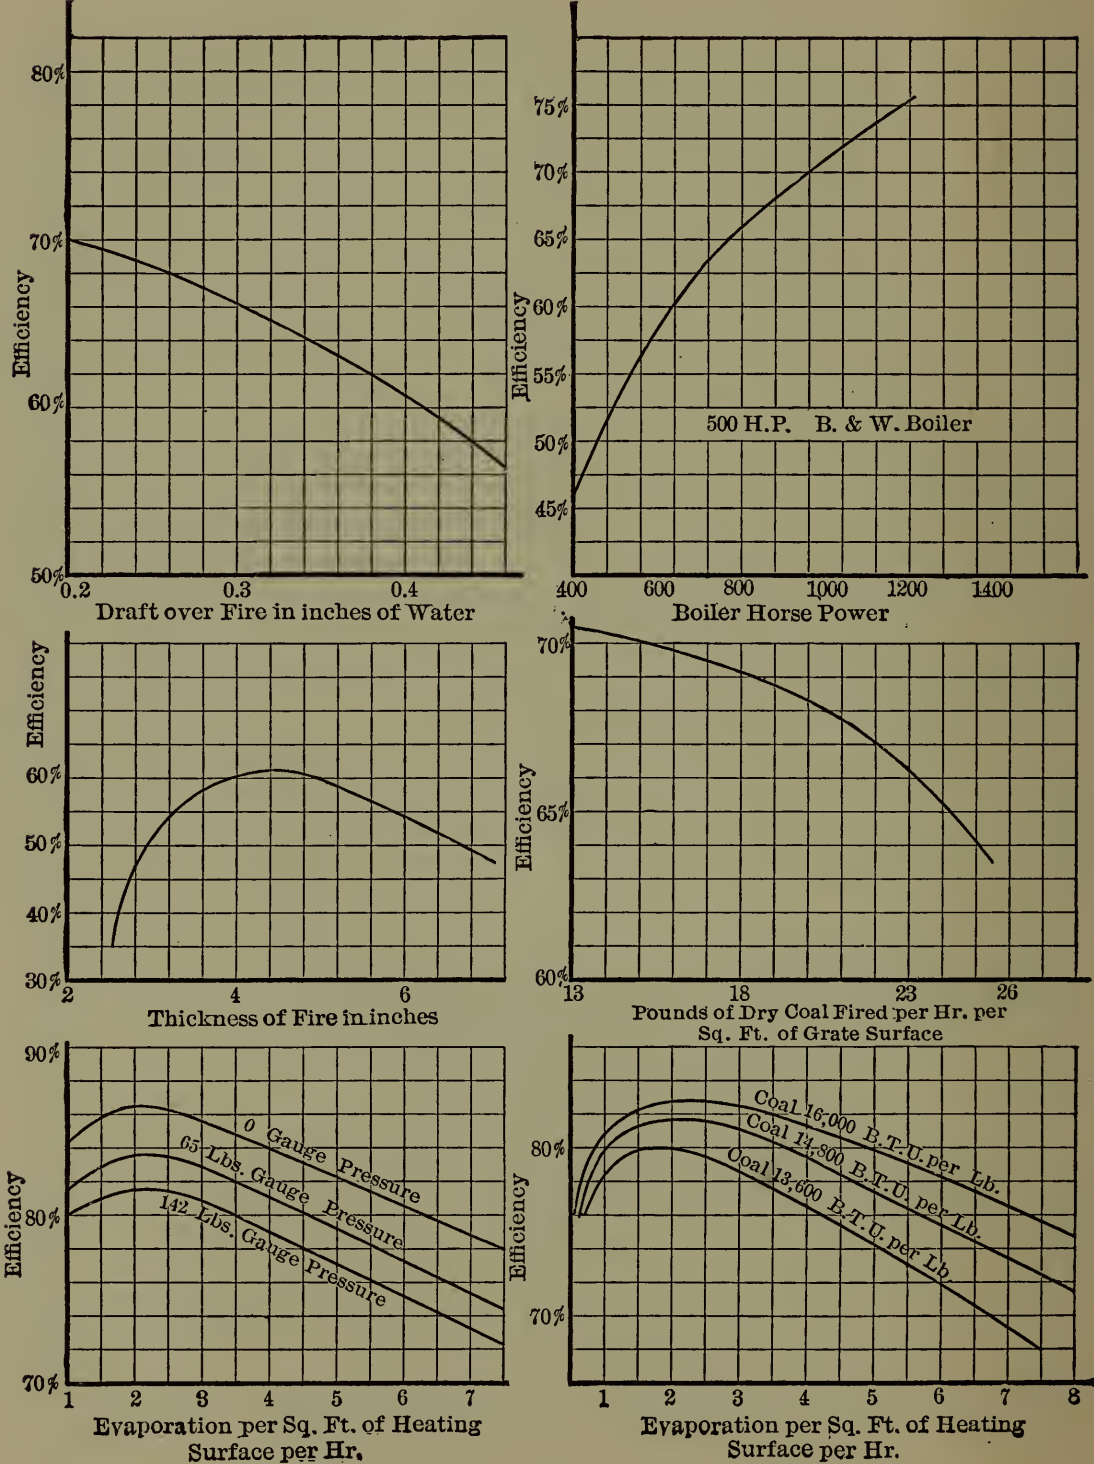 80%
70%
60%
50%
Efficiency
0.2 0.3 0.4
Draft over Fire in inches of Water
75%
70%
65%
60%
55%
50%
45%
Efficiency
500 H.P. B. & W. Boiler
400 600 800 1000 1200 1400
Boiler Horse Power
Efficiency
60%
50%
40%
30%
2 4 6
Thickness of Fire in inches
70%
65%
60%
Efficiency
13 18 23 26
Pounds of Dry Coal Fired per Hr. per
Sq. Ft. of Grate Surface
90%
80%
70%
Efficiency
0 Gauge Pressure
65 Lbs. Gauge Pressure
142 Lbs. Gauge Pressure
1 2 3 4 5 6 7
Evaporation per Sq. Ft. of Heating
Surface per Hr.
80%
70%
Efficiency
Coal 16,000 B.T.U. per Lb.
Coal 14,800 B.T.U. per Lb.
Coal 13,600 B.T.U. per Lb.
1 2 3 4 5 6 7 8
Evaporation per Sq. Ft. of Heating
Surface per Hr.